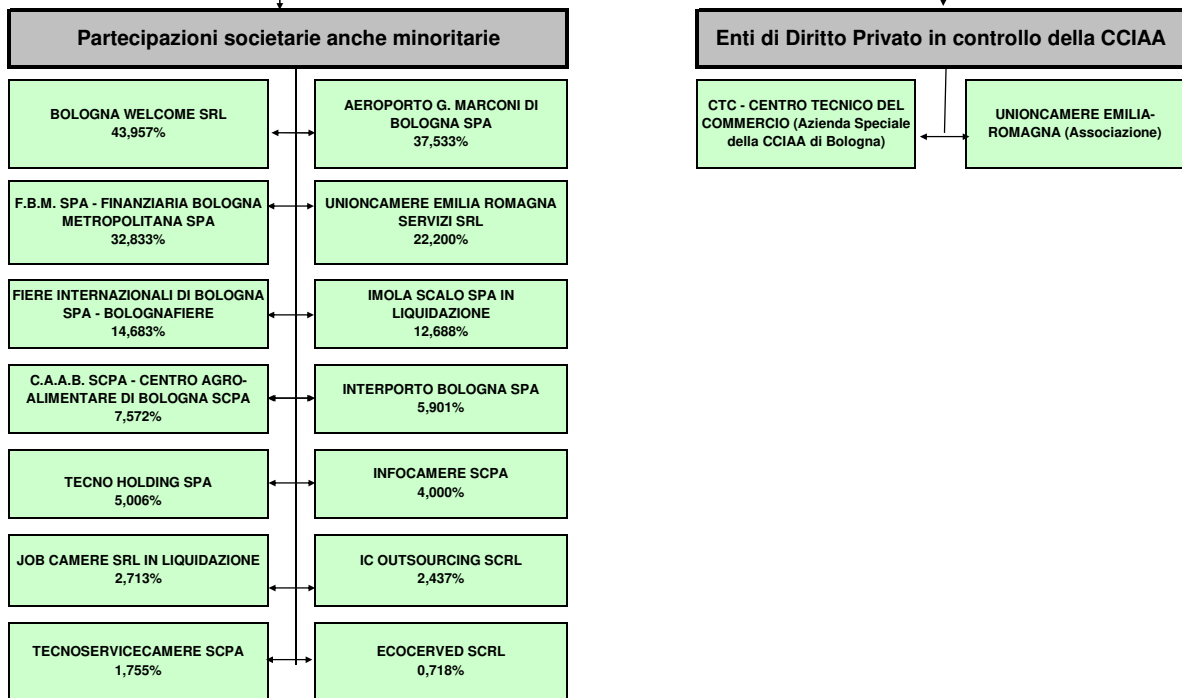 Partecipazioni societarie anche minoritarie
BOLOGNA WELCOME SRL
43,957%
AEROPORTO G. MARCONI DI
BOLOGNA SPA
37,533%
F.B.M. SPA - FINANZIARIA BOLOGNA
METROPOLITANA SPA
32,833%
UNIONCAMERE EMILIA ROMAGNA
SERVIZI SRL
22,200%
FIERE INTERNAZIONALI DI BOLOGNA
SPA - BOLOGNAFIERE
14,683%
IMOLA SCALO SPA IN
LIQUIDAZIONE
12,688%
C.A.A.B. SCPA - CENTRO AGRO-
ALIMENTARE DI BOLOGNA SCPA
7,572%
INTERPORTO BOLOGNA SPA
5,901%
TECNO HOLDING SPA
5,006%
INFOCAMERE SCPA
4,000%
JOB CAMERE SRL IN LIQUIDAZIONE
2,713%
IC OUTSOURCING SCRL
2,437%
TECNOSERVICECAMERE SCPA
1,755%
ECOCERVED SCRL
0,718%
Enti di Diritto Privato in controllo della CCIAA
CTC - CENTRO TECNICO DEL
COMMERCIO (Azienda Speciale
della CCIAA di Bologna)
UNIONCAMERE EMILIA-
ROMAGNA (Associazione)